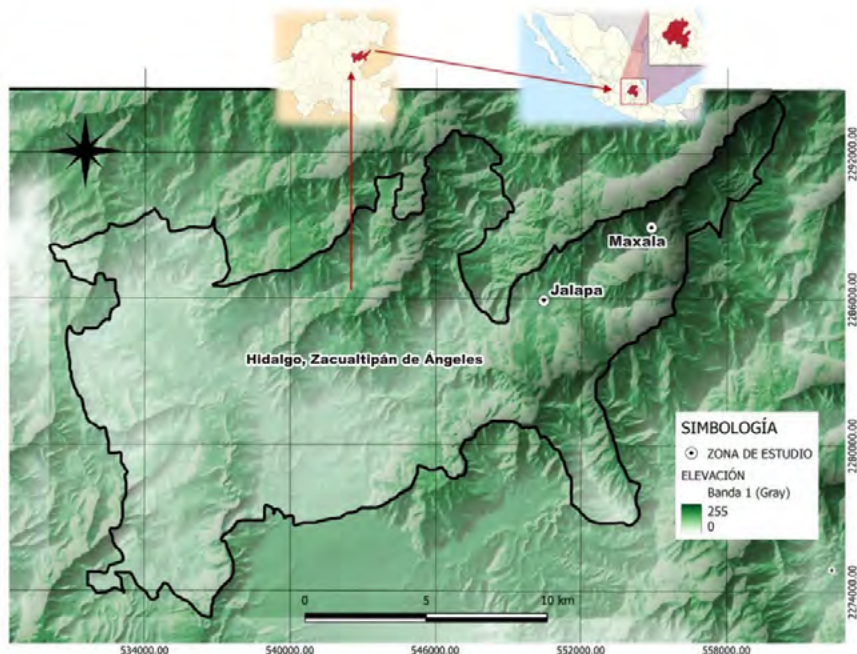 2292000.00
Maxala
Jalapa
2286000.00
Hidalgo, Zacualtipán de Ángeles
SIMBOLOGÍA
ZONA DE ESTUDIO
ELEVACIÓN
Banda 1 (Gray)
255
0
2280000.00
0 5 10 km
2274000.00
534000.00 540000.00 546000.00 552000.00 558000.00